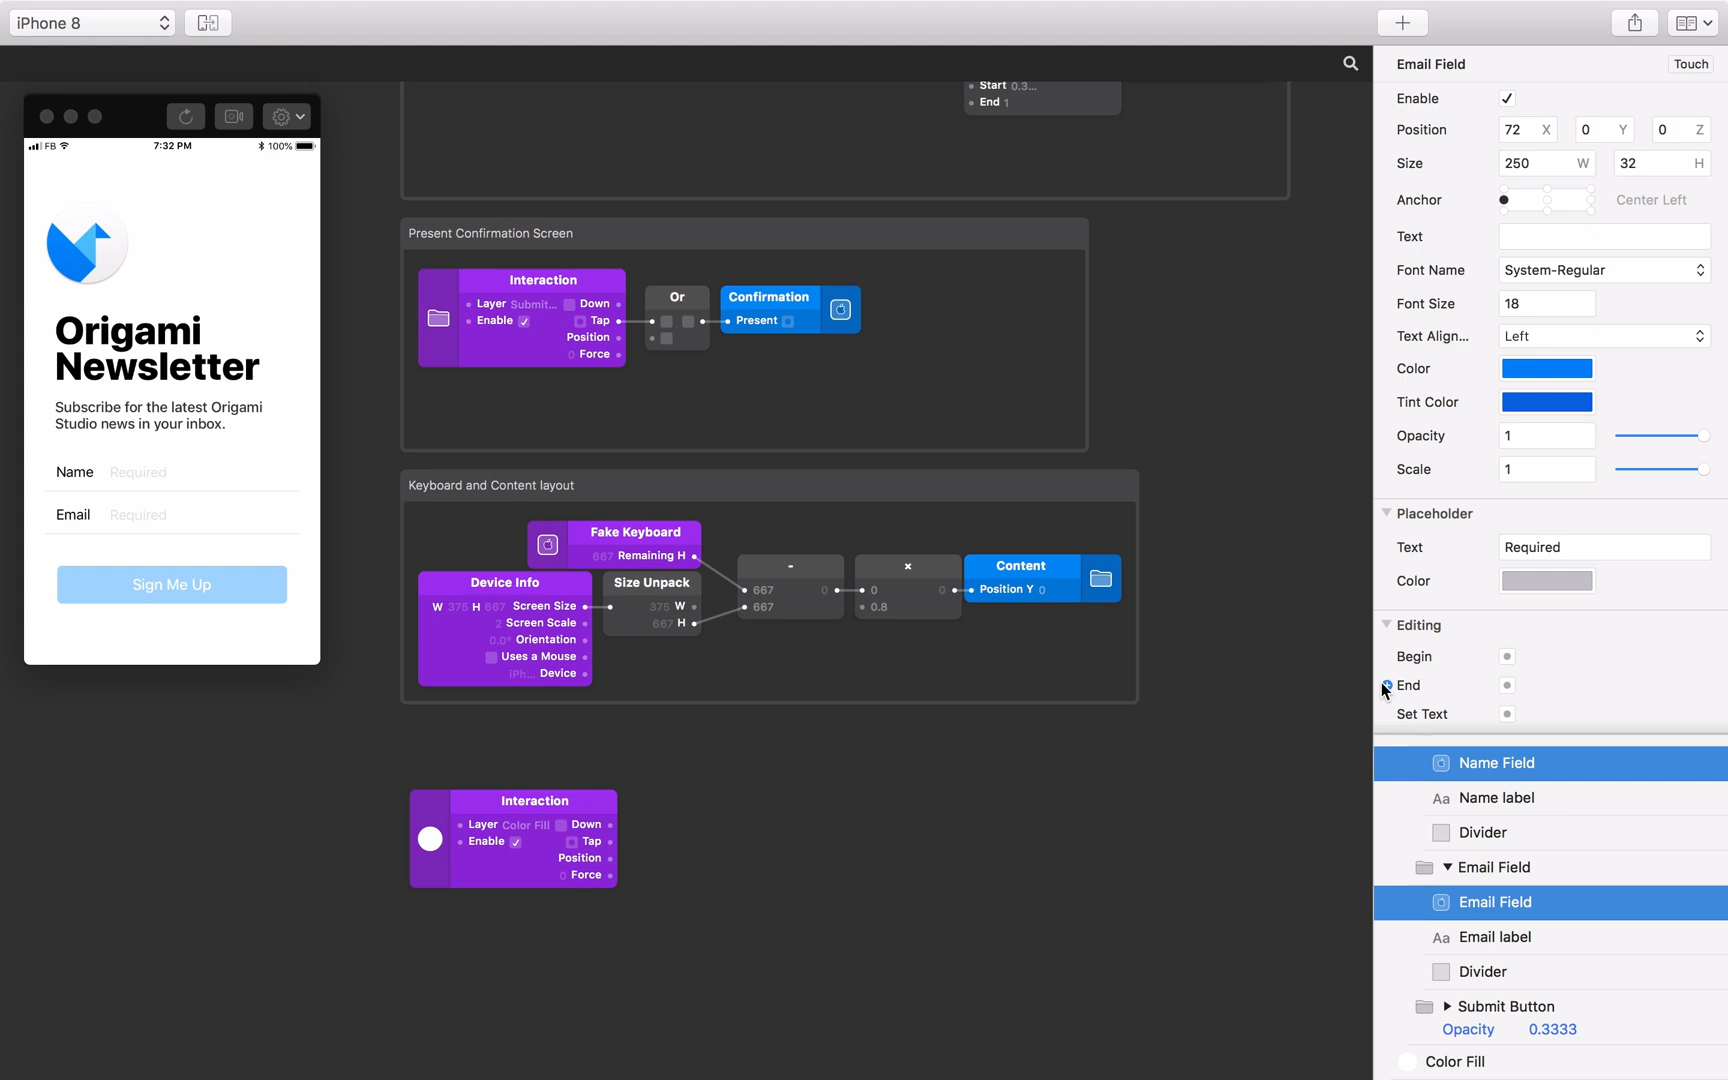 iPhone 8
Email Field
Touch
Enable
Position 72 X 0 Y 0 Z
Size 250 W 32 H
Anchor Center Left
Text
Font Name System-Regular
Font Size 18
Text Align... Left
Color
Tint Color
Opacity 1
Scale 1
Placeholder
Text Required
Color
Editing
Begin
End
Set Text
Name Field
Aa Name label
Divider
Email Field
Email Field
Aa Email label
Divider
Submit Button
Opacity 0.3333
Color Fill
FB 7:32 PM 100%
Origami
Newsletter
Subscribe for the latest Origami
Studio news in your inbox.
Name Required
Email Required
Sign Me Up
Start 0.3...
End 1
Present Confirmation Screen
Interaction
Layer Submit... Down
Enable Tap
Position
0 Force
Or
Confirmation
Present
Keyboard and Content layout
Fake Keyboard
667 Remaining H
Device Info
W 375 H 667 Screen Size
2 Screen Scale
0.0° Orientation
Uses a Mouse
iPh... Device
Size Unpack
375 W
667 H
-
667 0
667
×
0 0
0.8
Content
Position Y 0
Interaction
Layer Color Fill Down
Enable Tap
Position
0 Force